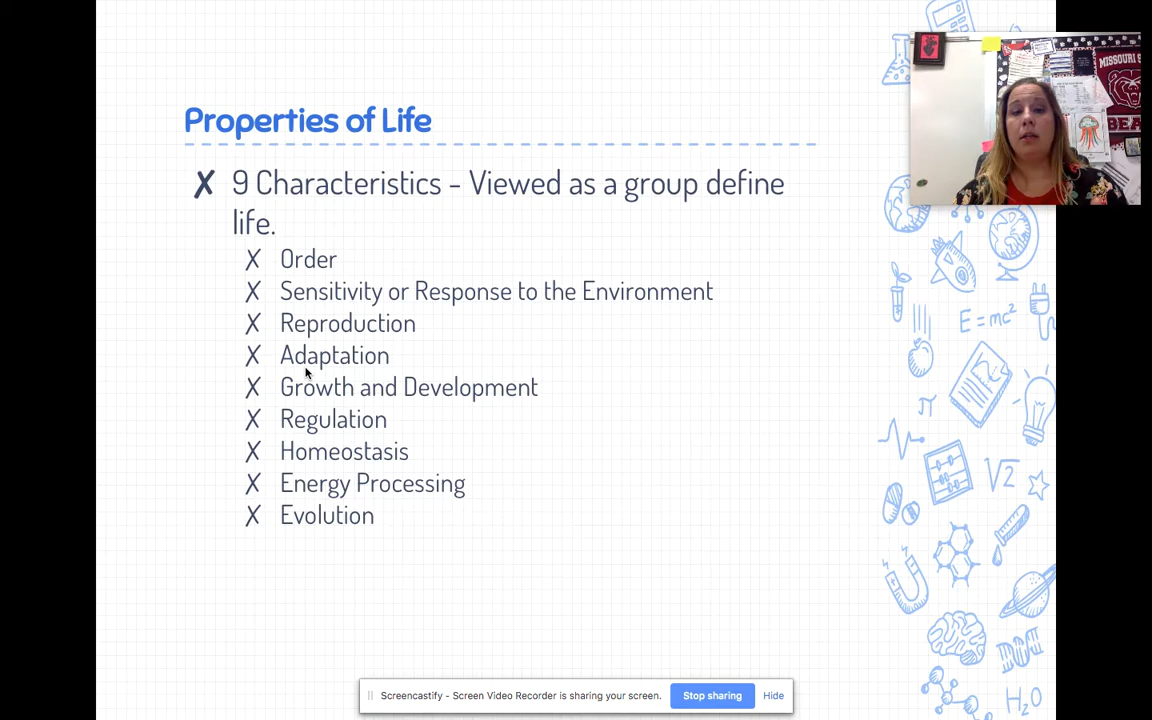 Properties of Life
✗ 9 Characteristics - Viewed as a group define
life.
✗ Order
✗ Sensitivity or Response to the Environment
✗ Reproduction
✗ Adaptation
✗ Growth and Development
✗ Regulation
✗ Homeostasis
✗ Energy Processing
✗ Evolution
MISSOURI S
BEA
E=mc²
π
√2
H₂O
Screencastify - Screen Video Recorder is sharing your screen.
Stop sharing
Hide